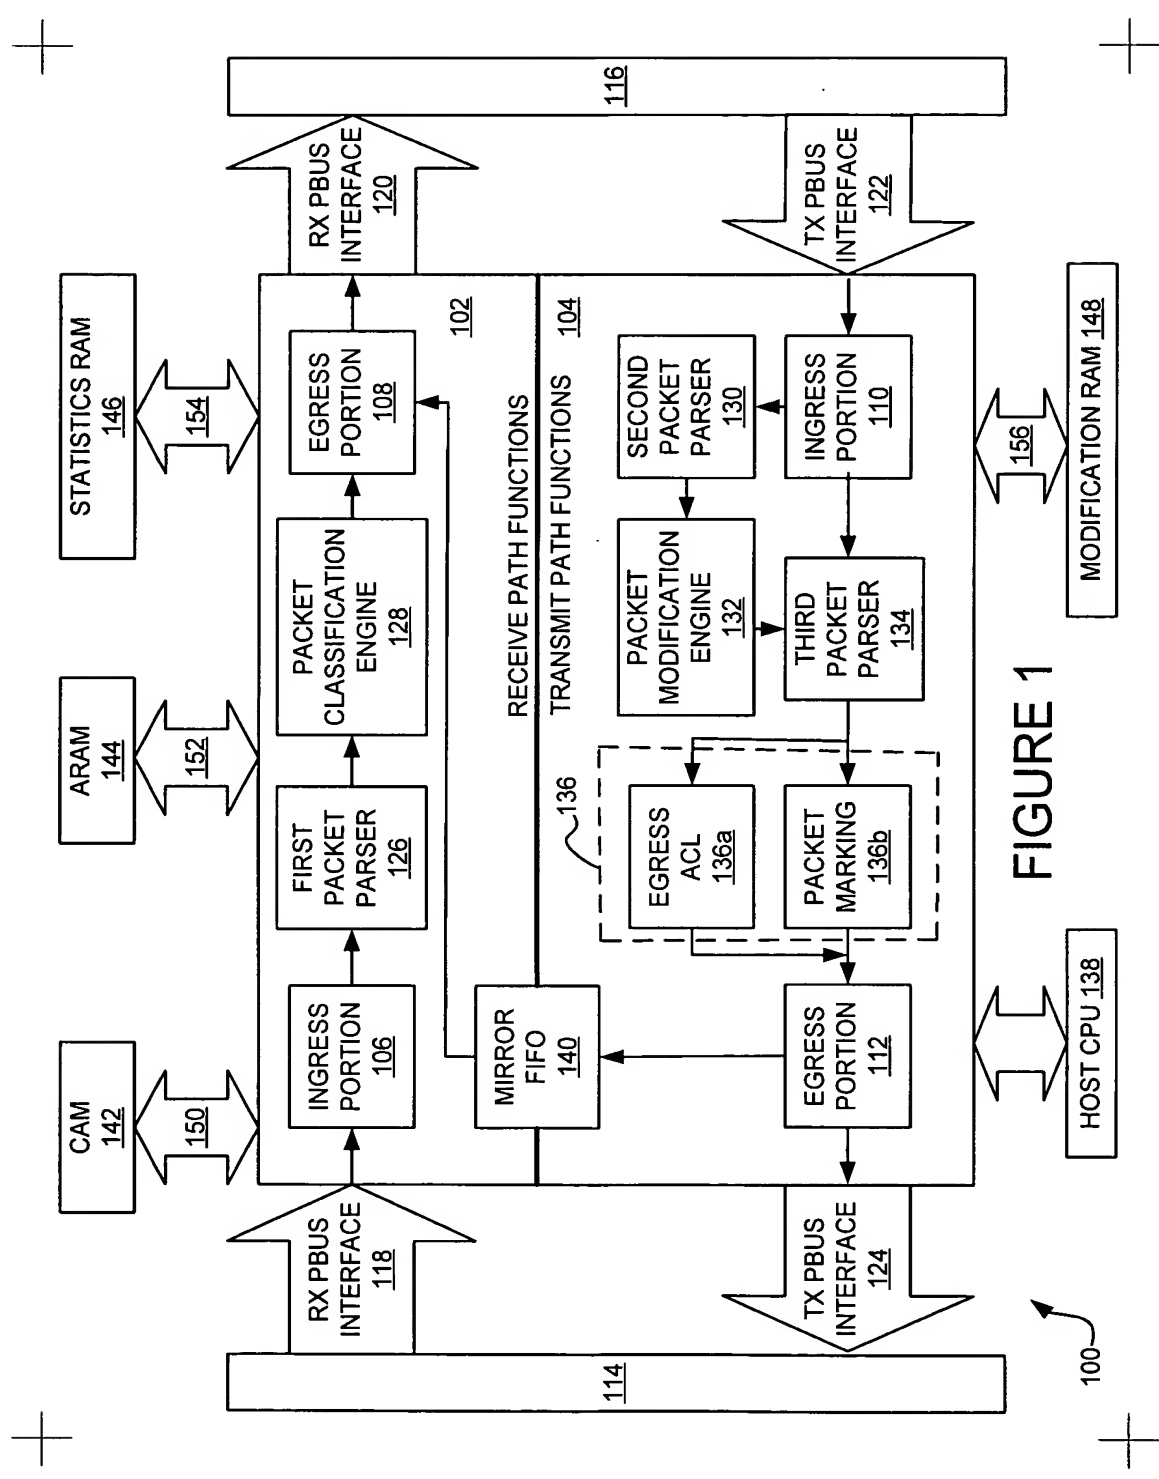 CAM
142
ARAM
144
STATISTICS RAM
146
150
152
154
RX PBUS
INTERFACE
118
INGRESS
PORTION
106
FIRST
PACKET
PARSER
126
PACKET
CLASSIFICATION
ENGINE
128
EGRESS
PORTION
108
RX PBUS
INTERFACE
120
102
RECEIVE PATH FUNCTIONS
TRANSMIT PATH FUNCTIONS
104
MIRROR
FIFO
140
136
EGRESS
ACL
136a
PACKET
MODIFICATION
ENGINE
132
SECOND
PACKET
PARSER
130
114
116
TX PBUS
INTERFACE
124
EGRESS
PORTION
112
PACKET
MARKING
136b
THIRD
PACKET
PARSER
134
INGRESS
PORTION
110
TX PBUS
INTERFACE
122
156
100
HOST CPU 138
MODIFICATION RAM 148
FIGURE 1